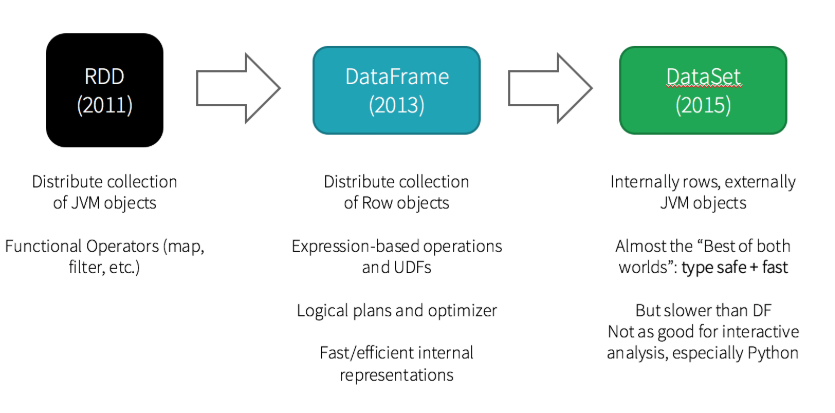 RDD
(2011)
DataFrame
(2013)
DataSet
(2015)
Distribute collection
of JVM objects
Functional Operators (map,
filter, etc.)
Distribute collection
of Row objects
Expression-based operations
and UDFs
Logical plans and optimizer
Fast/efficient internal
representations
Internally rows, externally
JVM objects
Almost the “Best of both
worlds”: type safe + fast
But slower than DF
Not as good for interactive
analysis, especially Python